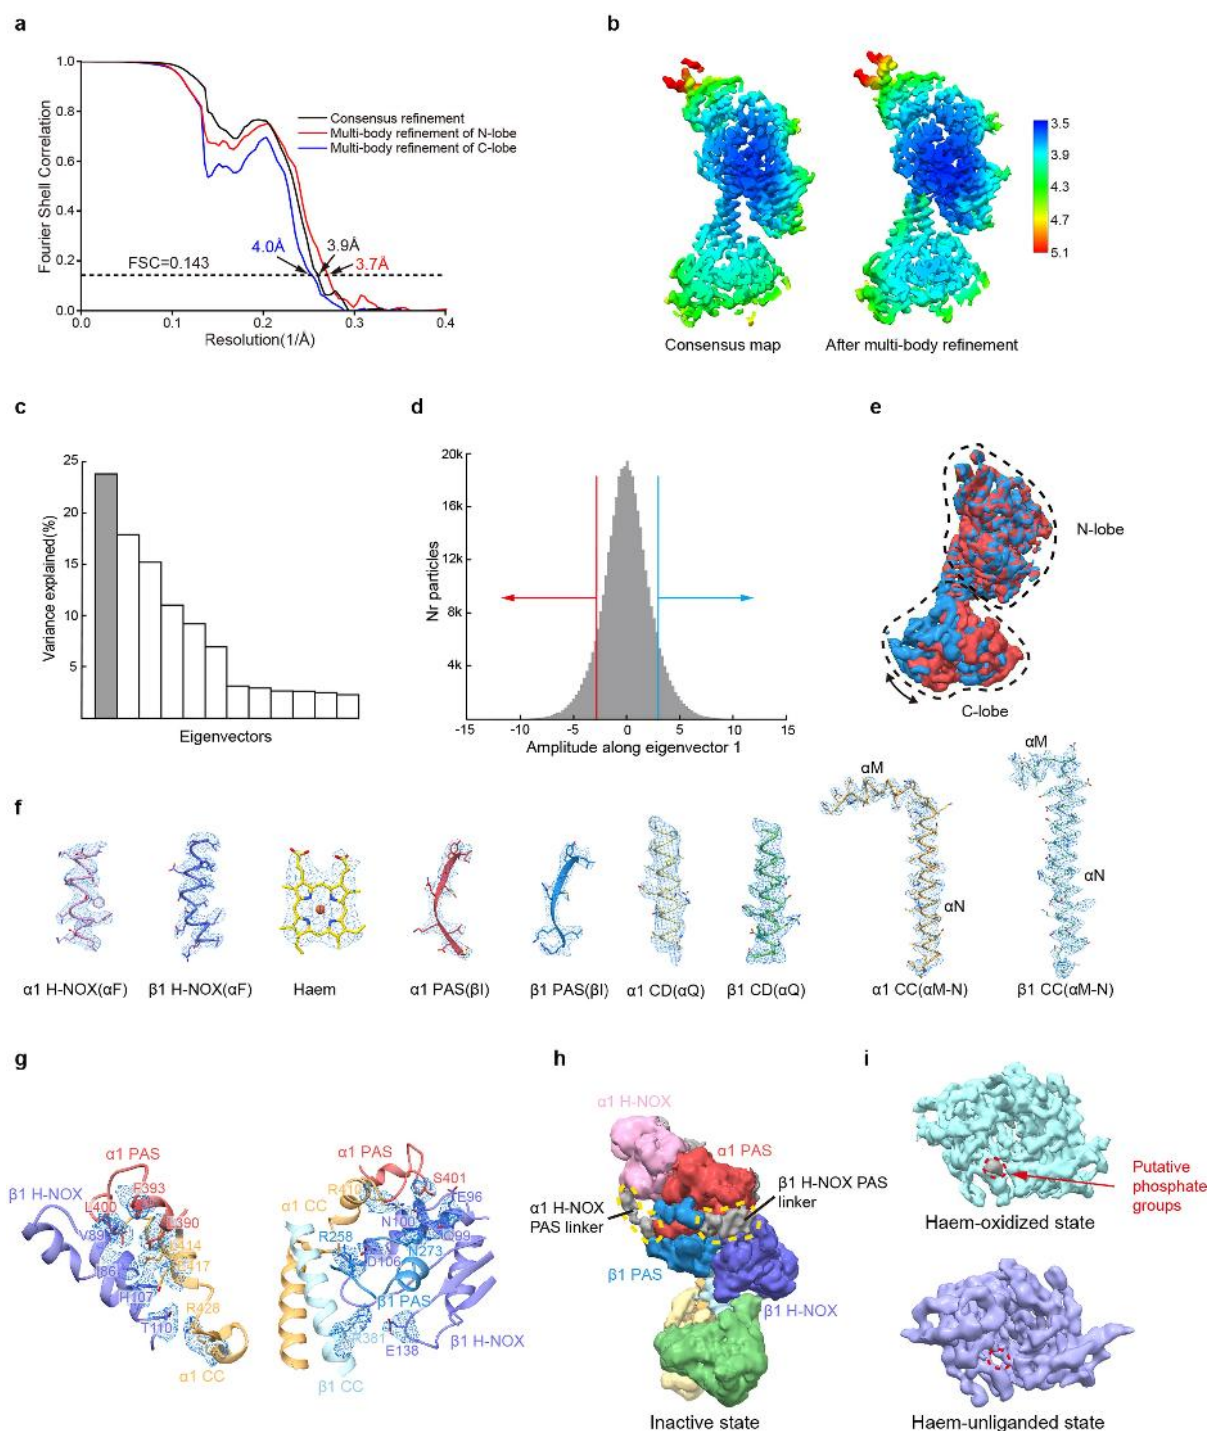 a
1.0
0.8
0.6
0.4
0.2
0.0
Fourier Shell Correlation
Consensus refinement
Multi-body refinement of N-lobe
Multi-body refinement of C-lobe
4.0Å
3.9Å
3.7Å
FSC=0.143
0.0
0.1
0.2
0.3
0.4
Resolution(1/Å)
b
3.5
3.9
4.3
4.7
5.1
Consensus map
After multi-body refinement
c
25
20
15
10
5
Variance explained(%)
Eigenvectors
d
20k
16k
12k
8k
4k
Nr particles
-15
-10
-5
0
5
10
15
Amplitude along eigenvector 1
e
N-lobe
C-lobe
f
αM
αN
αM
αN
α1 H-NOX(αF)
β1 H-NOX(αF)
Haem
α1 PAS(βI)
β1 PAS(βI)
α1 CD(αQ)
β1 CD(αQ)
α1 CC(αM-N)
β1 CC(αM-N)
g
α1 PAS
β1 H-NOX
L400
F393
V89
H107
T110
R428
α1 CC
α1 PAS
R410
S401
E96
α1 CC
N100
Q99
R258
N273
D106
β1 PAS
R381
E138
β1 H-NOX
β1 CC
h
α1 H-NOX
α1 PAS
β1 H-NOX PAS
linker
α1 H-NOX
PAS linker
β1 PAS
β1 H-NOX
Inactive state
i
Putative
phosphate
groups
Haem-oxidized state
Haem-unliganded state